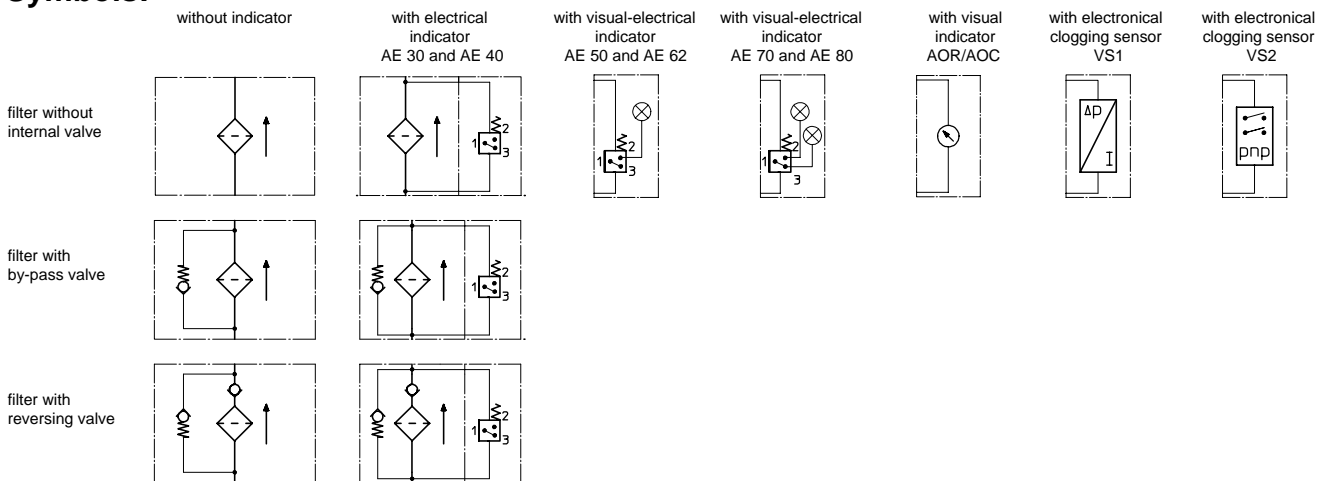 without indicator
with electrical
indicator
AE 30 and AE 40
with visual-electrical
indicator
AE 50 and AE 62
with visual-electrical
indicator
AE 70 and AE 80
with visual
indicator
AOR/AOC
with electronical
clogging sensor
VS1
with electronical
clogging sensor
VS2
filter without
internal valve
1
2
3
1
2
3
1
2
3
Δp
I
pnp
filter with
by-pass valve
1
2
3
filter with
reversing valve
1
2
3